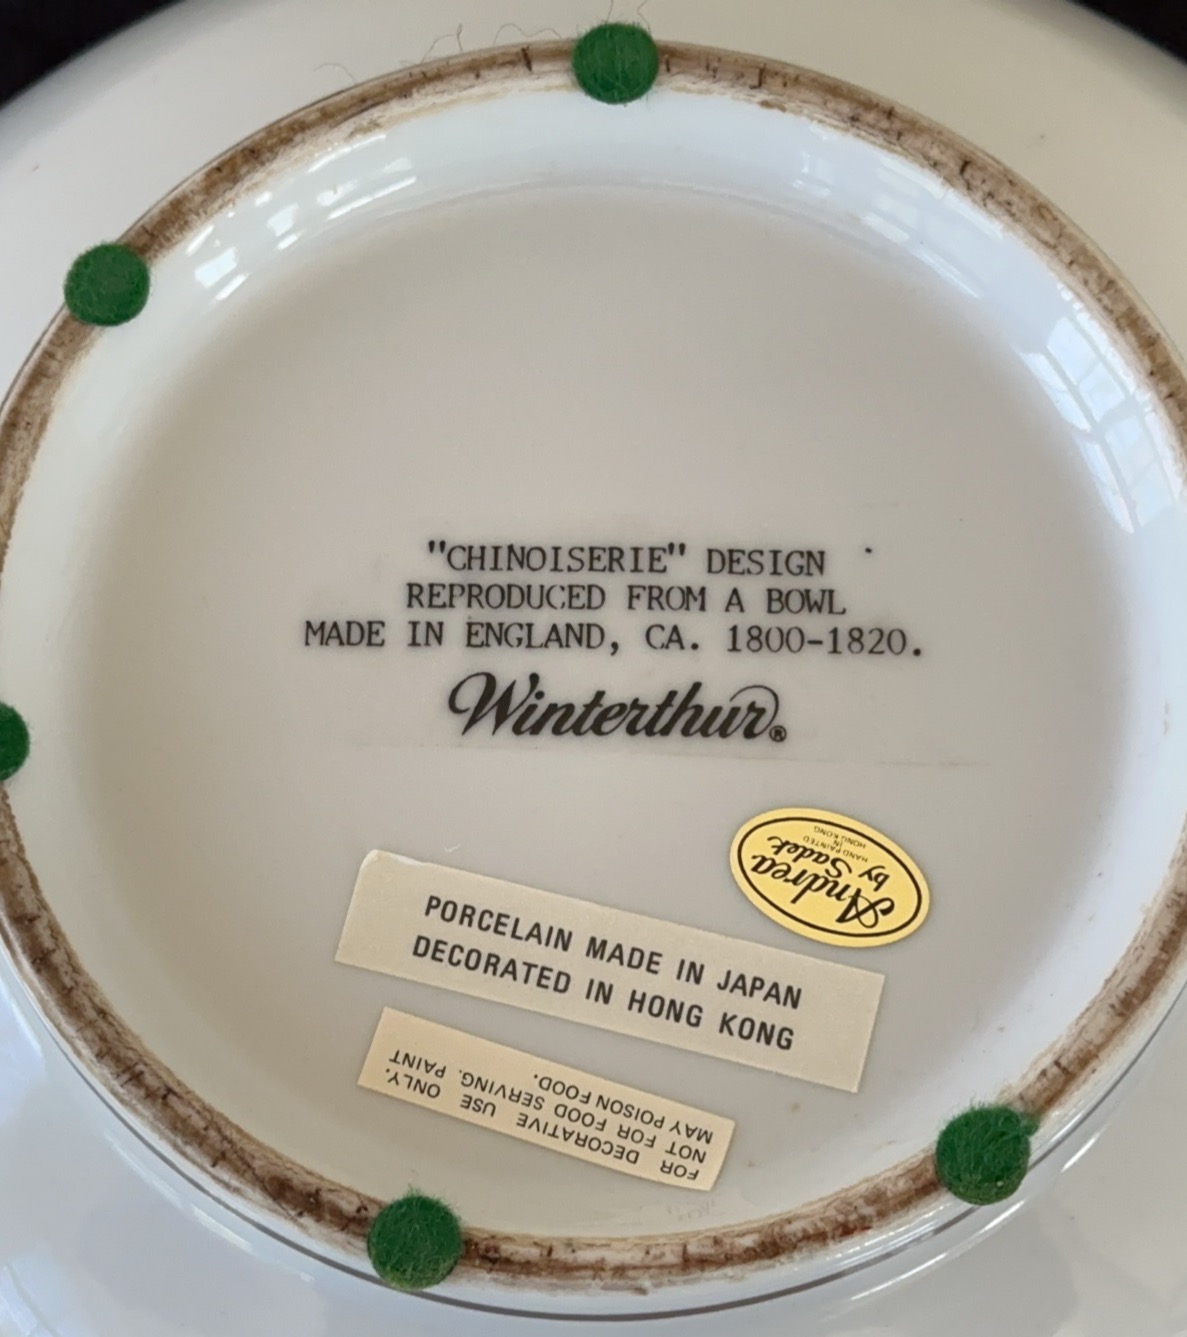 "CHINOISERIE" DESIGN
REPRODUCED FROM A BOWL
MADE IN ENGLAND, CA. 1800-1820.
Winterthur®
Andrea
by Sadek
HAND PAINTED
IN
HONG KONG
PORCELAIN MADE IN JAPAN
DECORATED IN HONG KONG
FOR DECORATIVE USE ONLY.
NOT FOR FOOD SERVING. PAINT
MAY POISON FOOD.